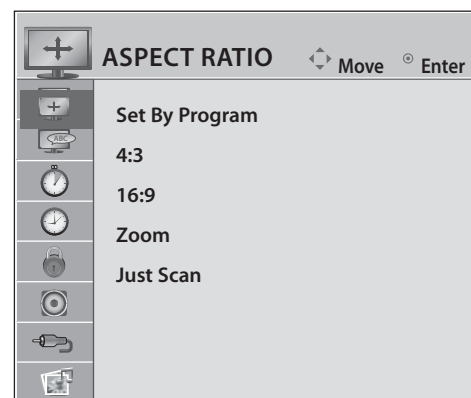 ASPECT RATIO Move Enter
ABC
Set By Program
4:3
16:9
Zoom
Just Scan